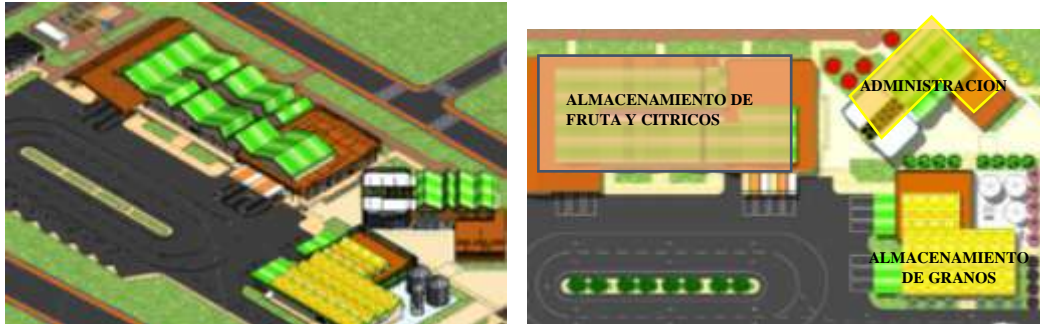 ALMACENAMIENTO DE
FRUTA Y CITRICOS
ADMINISTRACION
ALMACENAMIENTO
DE GRANOS